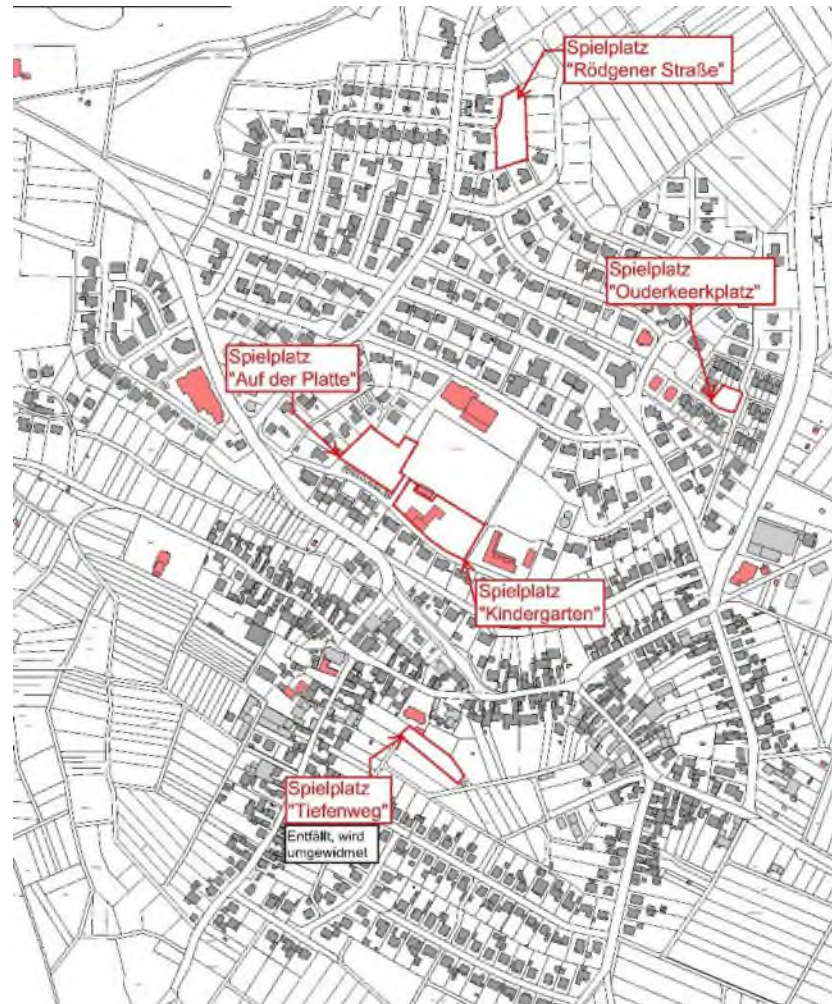 Spielplatz
"Rödgener Straße"
Spielplatz
"Ouderkeerkplatz"
Spielplatz
"Auf der Platte"
Spielplatz
"Kindergarten"
Spielplatz
"Tiefenweg"
Entfällt, wird
umgewidmet